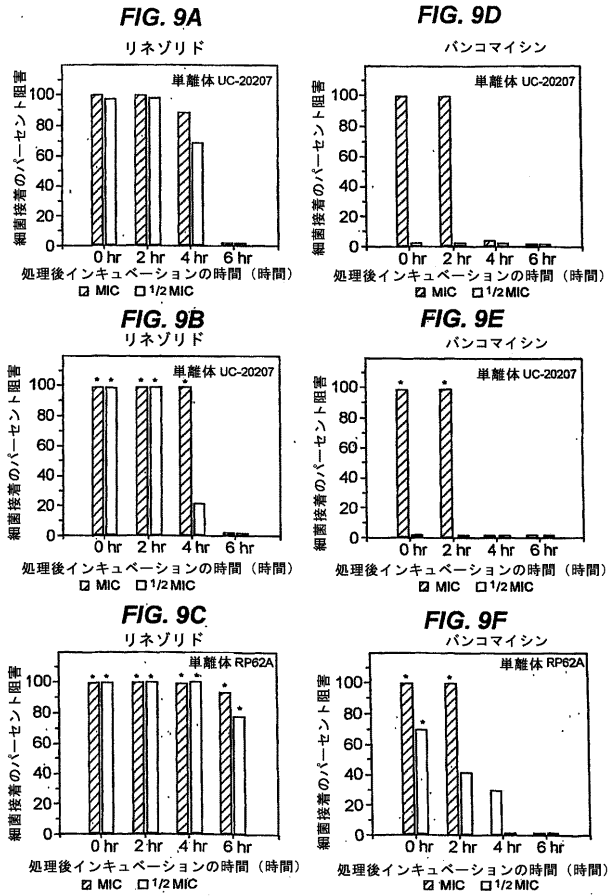 FIG. 9A
リネゾリド
単離体 UC-20207
細菌接着のパーセント阻害
100
80
60
40
20
0
0 hr 2 hr 4 hr 6 hr
処理後インキュベーションの時間（時間）
MIC 1/2 MIC
FIG. 9D
バンコマイシン
単離体 UC-20207
細菌接着のパーセント阻害
100
80
60
40
20
0
0 hr 2 hr 4 hr 6 hr
処理後インキュベーションの時間（時間）
MIC 1/2 MIC
FIG. 9B
リネゾリド
単離体 UC-20207
細菌接着のパーセント阻害
100
80
60
40
20
0
* * * * *
0 hr 2 hr 4 hr 6 hr
処理後インキュベーションの時間（時間）
MIC 1/2 MIC
FIG. 9E
バンコマイシン
単離体 UC-20207
細菌接着のパーセント阻害
100
80
60
40
20
0
* *
0 hr 2 hr 4 hr 6 hr
処理後インキュベーションの時間（時間）
MIC 1/2 MIC
FIG. 9C
リネゾリド
単離体 RP62A
細菌接着のパーセント阻害
100
80
60
40
20
0
* * * * * * * *
0 hr 2 hr 4 hr 6 hr
処理後インキュベーションの時間（時間）
MIC 1/2 MIC
FIG. 9F
バンコマイシン
単離体 RP62A
細菌接着のパーセント阻害
100
80
60
40
20
0
* * *
0 hr 2 hr 4 hr 6 hr
処理後インキュベーションの時間（時間）
MIC 1/2 MIC